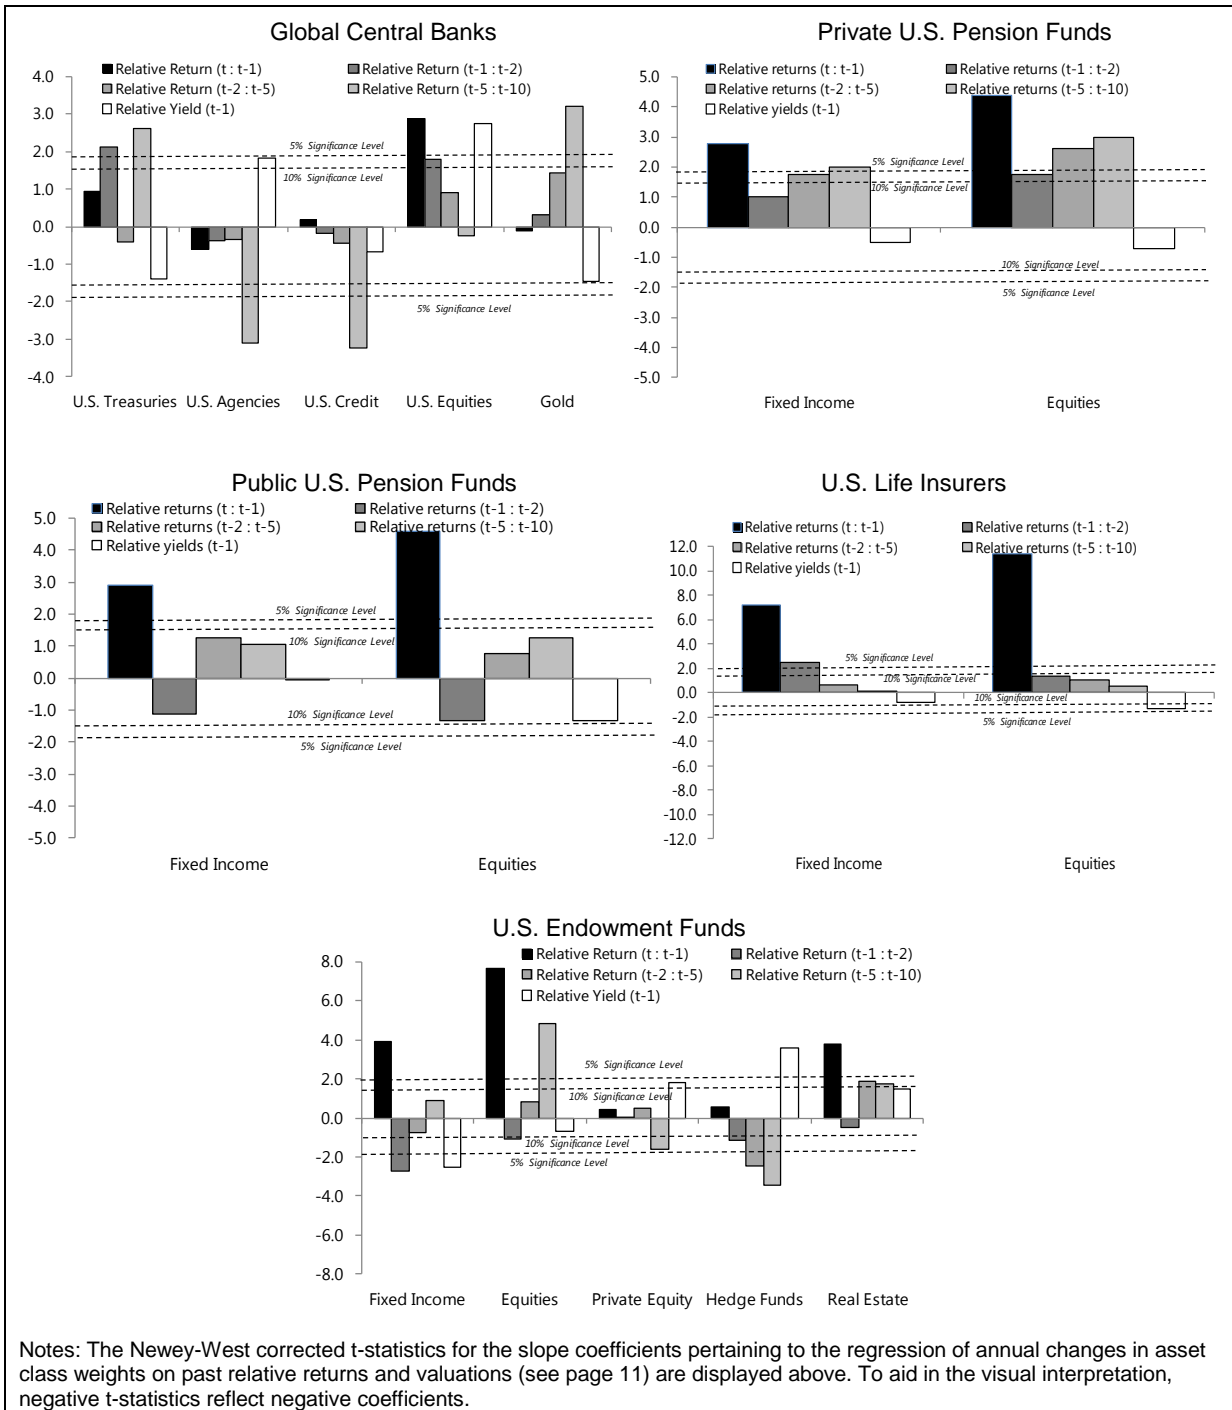 Global Central Banks
Relative Return (t : t-1)
Relative Return (t-1 : t-2)
Relative Return (t-2 : t-5)
Relative Return (t-5 : t-10)
Relative Yield (t-1)
4.0
3.0
2.0
1.0
0.0
-1.0
-2.0
-3.0
-4.0
5% Significance Level
10% Significance Level
5% Significance Level
U.S. Treasuries U.S. Agencies U.S. Credit U.S. Equities Gold
Private U.S. Pension Funds
Relative returns (t : t-1)
Relative returns (t-1 : t-2)
Relative returns (t-2 : t-5)
Relative returns (t-5 : t-10)
Relative yields (t-1)
5.0
4.0
3.0
2.0
1.0
0.0
-1.0
-2.0
-3.0
-4.0
-5.0
5% Significance Level
10% Significance Level
10% Significance Level
5% Significance Level
Fixed Income Equities
Public U.S. Pension Funds
Relative returns (t : t-1)
Relative returns (t-1 : t-2)
Relative returns (t-2 : t-5)
Relative returns (t-5 : t-10)
Relative yields (t-1)
5.0
4.0
3.0
2.0
1.0
0.0
-1.0
-2.0
-3.0
-4.0
-5.0
5% Significance Level
10% Significance Level
10% Significance Level
5% Significance Level
Fixed Income Equities
U.S. Life Insurers
Relative returns (t : t-1)
Relative returns (t-1 : t-2)
Relative returns (t-2 : t-5)
Relative returns (t-5 : t-10)
Relative yields (t-1)
12.0
10.0
8.0
6.0
4.0
2.0
0.0
-2.0
-4.0
-6.0
-8.0
-10.0
-12.0
5% Significance Level
10% Significance Level
10% Significance Level
5% Significance Level
Fixed Income Equities
U.S. Endowment Funds
Relative Return (t : t-1)
Relative Return (t-1 : t-2)
Relative Return (t-2 : t-5)
Relative Return (t-5 : t-10)
Relative Yield (t-1)
8.0
6.0
4.0
2.0
0.0
-2.0
-4.0
-6.0
-8.0
5% Significance Level
10% Significance Level
10% Significance Level
5% Significance Level
Fixed Income Equities Private Equity Hedge Funds Real Estate
Notes: The Newey-West corrected t-statistics for the slope coefficients pertaining to the regression of annual changes in asset
class weights on past relative returns and valuations (see page 11) are displayed above. To aid in the visual interpretation,
negative t-statistics reflect negative coefficients.